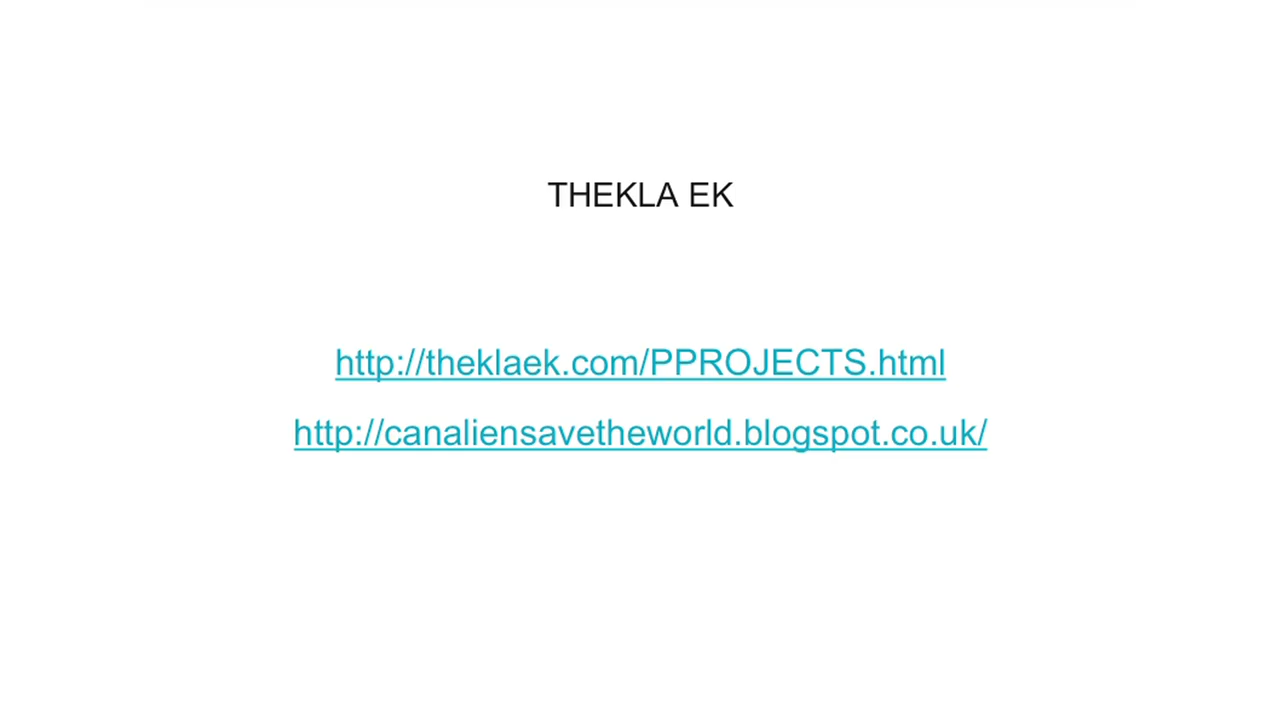 THEKLA EK
http://theklaek.com/PPROJECTS.html
http://canaliensavetheworld.blogspot.co.uk/